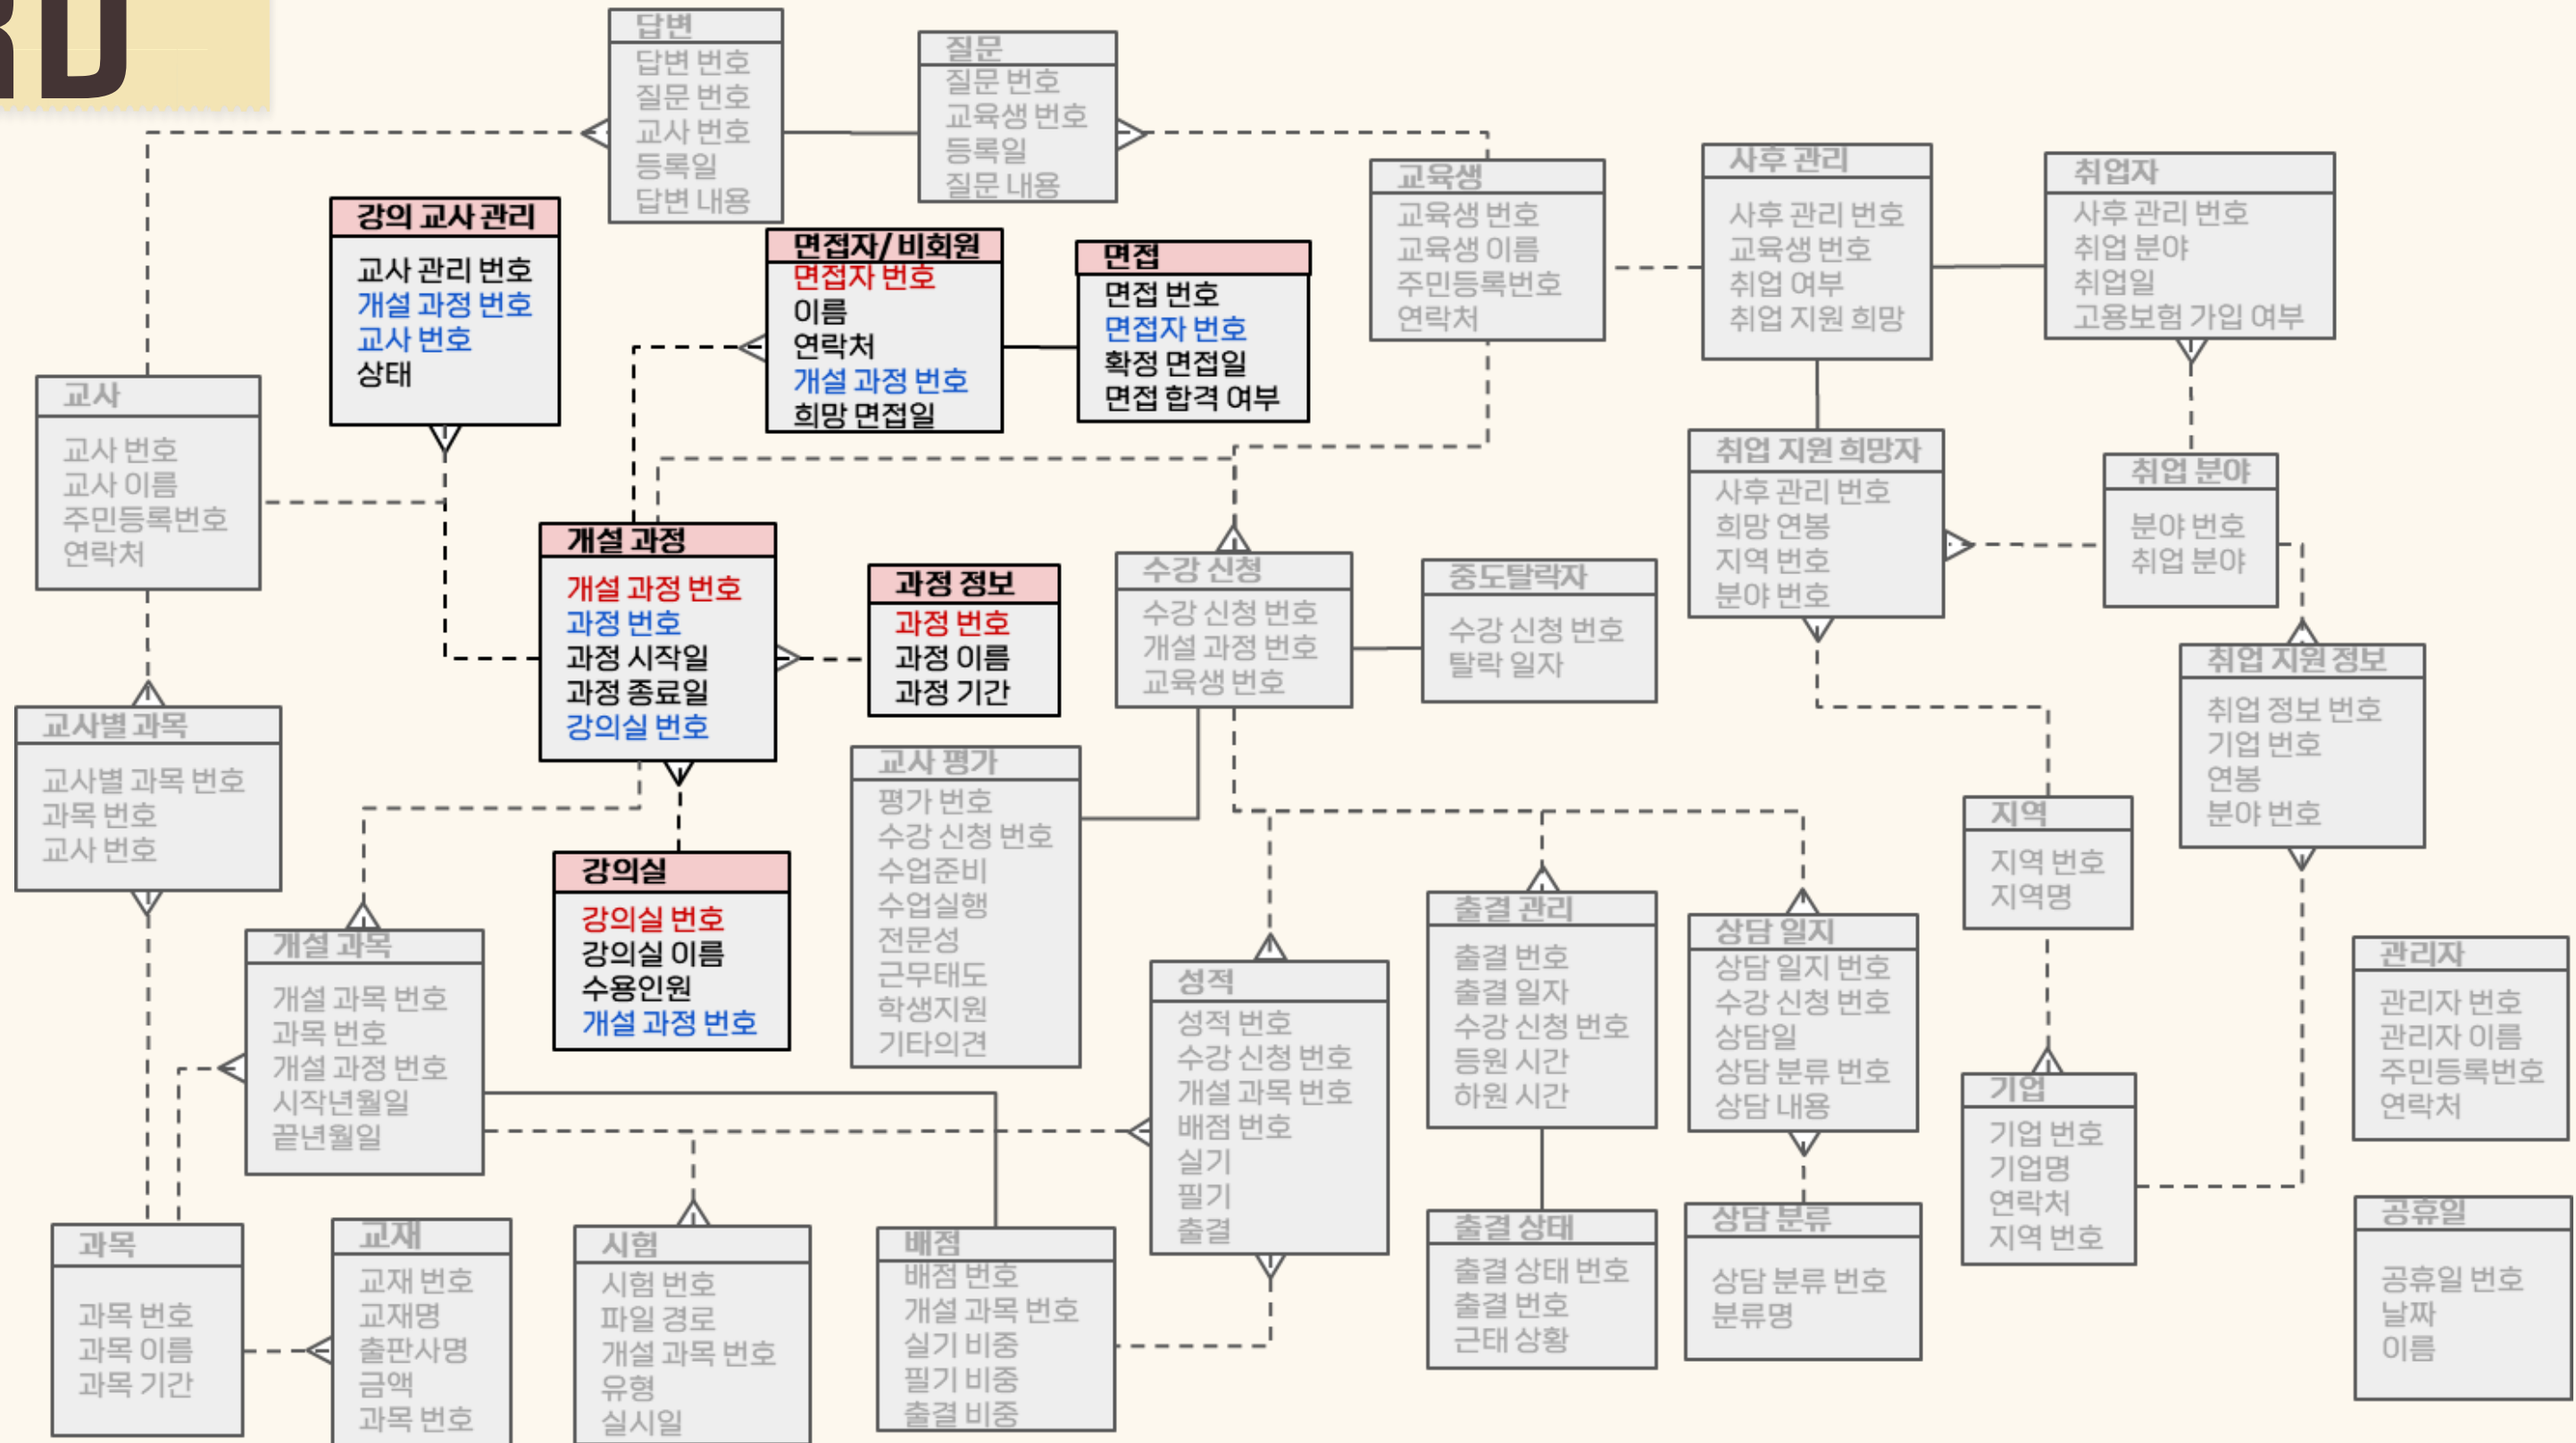 RD
답변
답변 번호
질문 번호
교사 번호
등록일
답변 내용
질문
질문 번호
교육생 번호
등록일
질문 내용
교육생
교육생 번호
교육생 이름
주민등록번호
연락처
사후 관리
사후 관리 번호
교육생 번호
취업 여부
취업 지원 희망
취업자
사후 관리 번호
취업 분야
취업일
고용보험 가입 여부
강의 교사 관리
교사 관리 번호
개설 과정 번호
교사 번호
상태
면접자/ 비회원
면접자 번호
이름
연락처
개설 과정 번호
희망 면접일
면접
면접 번호
면접자 번호
확정 면접일
면접 합격 여부
교사
교사 번호
교사 이름
주민등록번호
연락처
개설 과정
개설 과정 번호
과정 번호
과정 시작일
과정 종료일
강의실 번호
과정 정보
과정 번호
과정 이름
과정 기간
수강 신청
수강 신청 번호
개설 과정 번호
교육생 번호
중도탈락자
수강 신청 번호
탈락 일자
취업 지원 희망자
사후 관리 번호
희망 연봉
지역 번호
분야 번호
취업 분야
분야 번호
취업 분야
취업 지원 정보
취업 정보 번호
기업 번호
연봉
분야 번호
교사별 과목
교사별 과목 번호
과목 번호
교사 번호
강의실
강의실 번호
강의실 이름
수용인원
개설 과정 번호
교사 평가
평가 번호
수강 신청 번호
수업준비
수업실행
전문성
근무태도
학생지원
기타의견
지역
지역 번호
지역명
개설 과목
개설 과목 번호
과목 번호
개설 과정 번호
시작년월일
끝년월일
성적
성적 번호
수강 신청 번호
개설 과목 번호
배점 번호
실기
필기
출결
출결 관리
출결 번호
출결 일자
수강 신청 번호
등원 시간
하원 시간
상담 일지
상담 일지 번호
수강 신청 번호
상담일
상담 분류 번호
상담 내용
관리자
관리자 번호
관리자 이름
주민등록번호
연락처
기업
기업 번호
기업명
연락처
지역 번호
과목
과목 번호
과목 이름
과목 기간
교재
교재 번호
교재명
출판사명
금액
과목 번호
시험
시험 번호
파일 경로
개설 과목 번호
유형
실시일
배점
배점 번호
개설 과목 번호
실기 비중
필기 비중
출결 비중
출결 상태
출결 상태 번호
출결 번호
근태 상황
상담 분류
상담 분류 번호
분류명
공휴일
공휴일 번호
날짜
이름